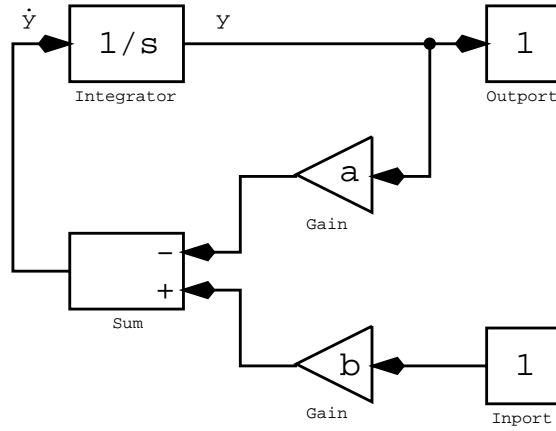 ẏ
y
1/s
1
Integrator
Outport
a
Gain
-
+
Sum
b
1
Gain
Inport